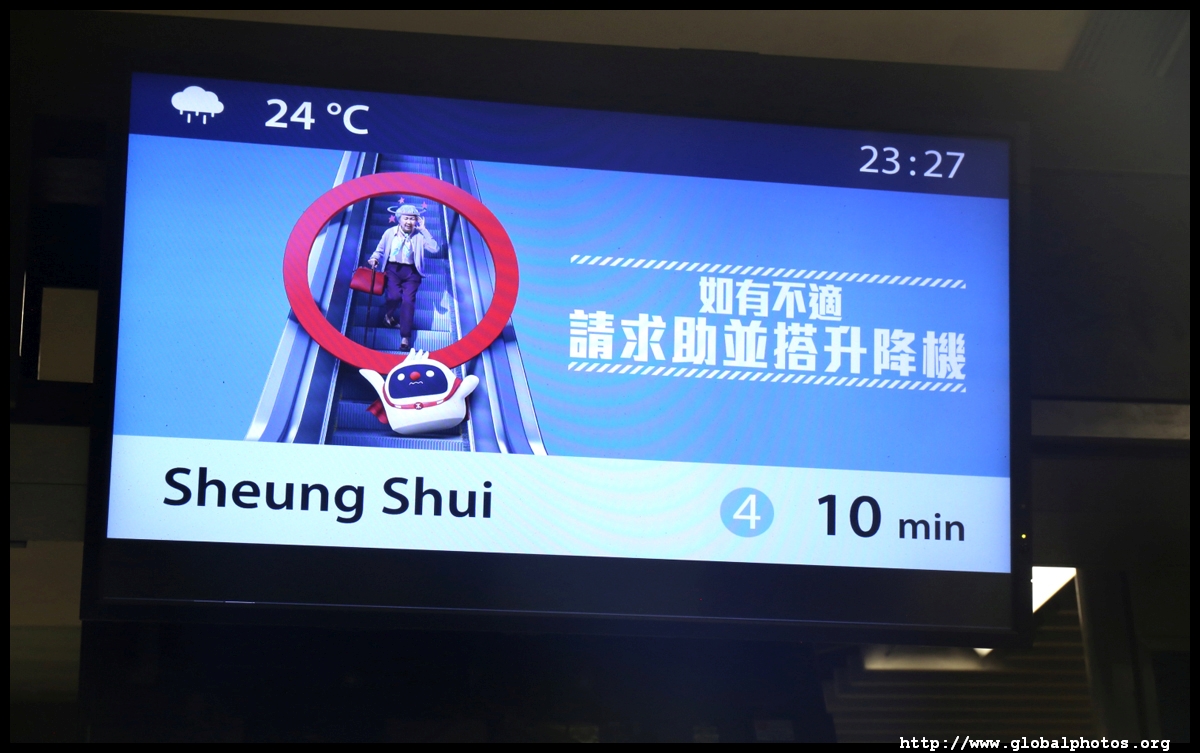 24 °C
23:27
如有不適
請求助並搭升降機
Sheung Shui
4
10 min
http://www.globalphotos.org